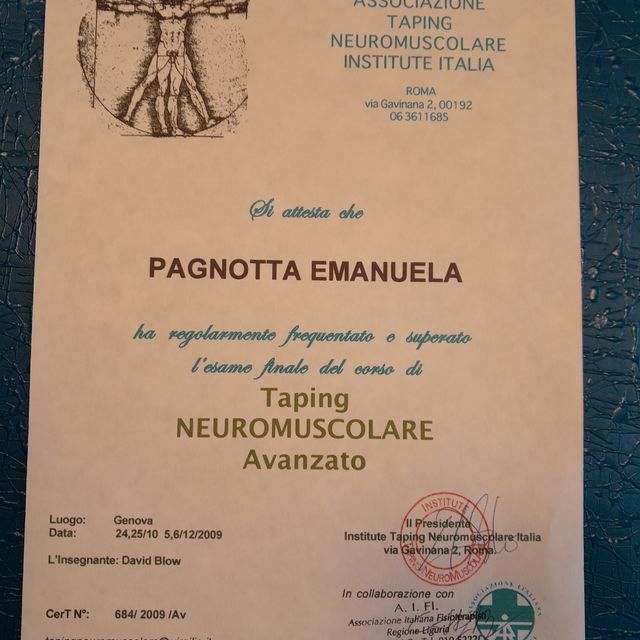 ASSOCIAZIONE
TAPING
NEUROMUSCOLARE
INSTITUTE ITALIA
ROMA
via Gavinana 2, 00192
06 3611685
Si attesta che
PAGNOTTA EMANUELA
ha regolarmente frequentato e superato
l'esame finale del corso di
Taping
NEUROMUSCOLARE
Avanzato
Luogo: Genova
Data: 24,25/10 5,6/12/2009
L'Insegnante: David Blow
CerT N°: 684/ 2009 /Av
INSTITUTE
Il Presidente
Institute Taping Neuromuscolare Italia
via Gavinana 2, Roma.
In collaborazione con
A. I. FI.
Associazione Italiana Fisioterapisti
Regione Liguria